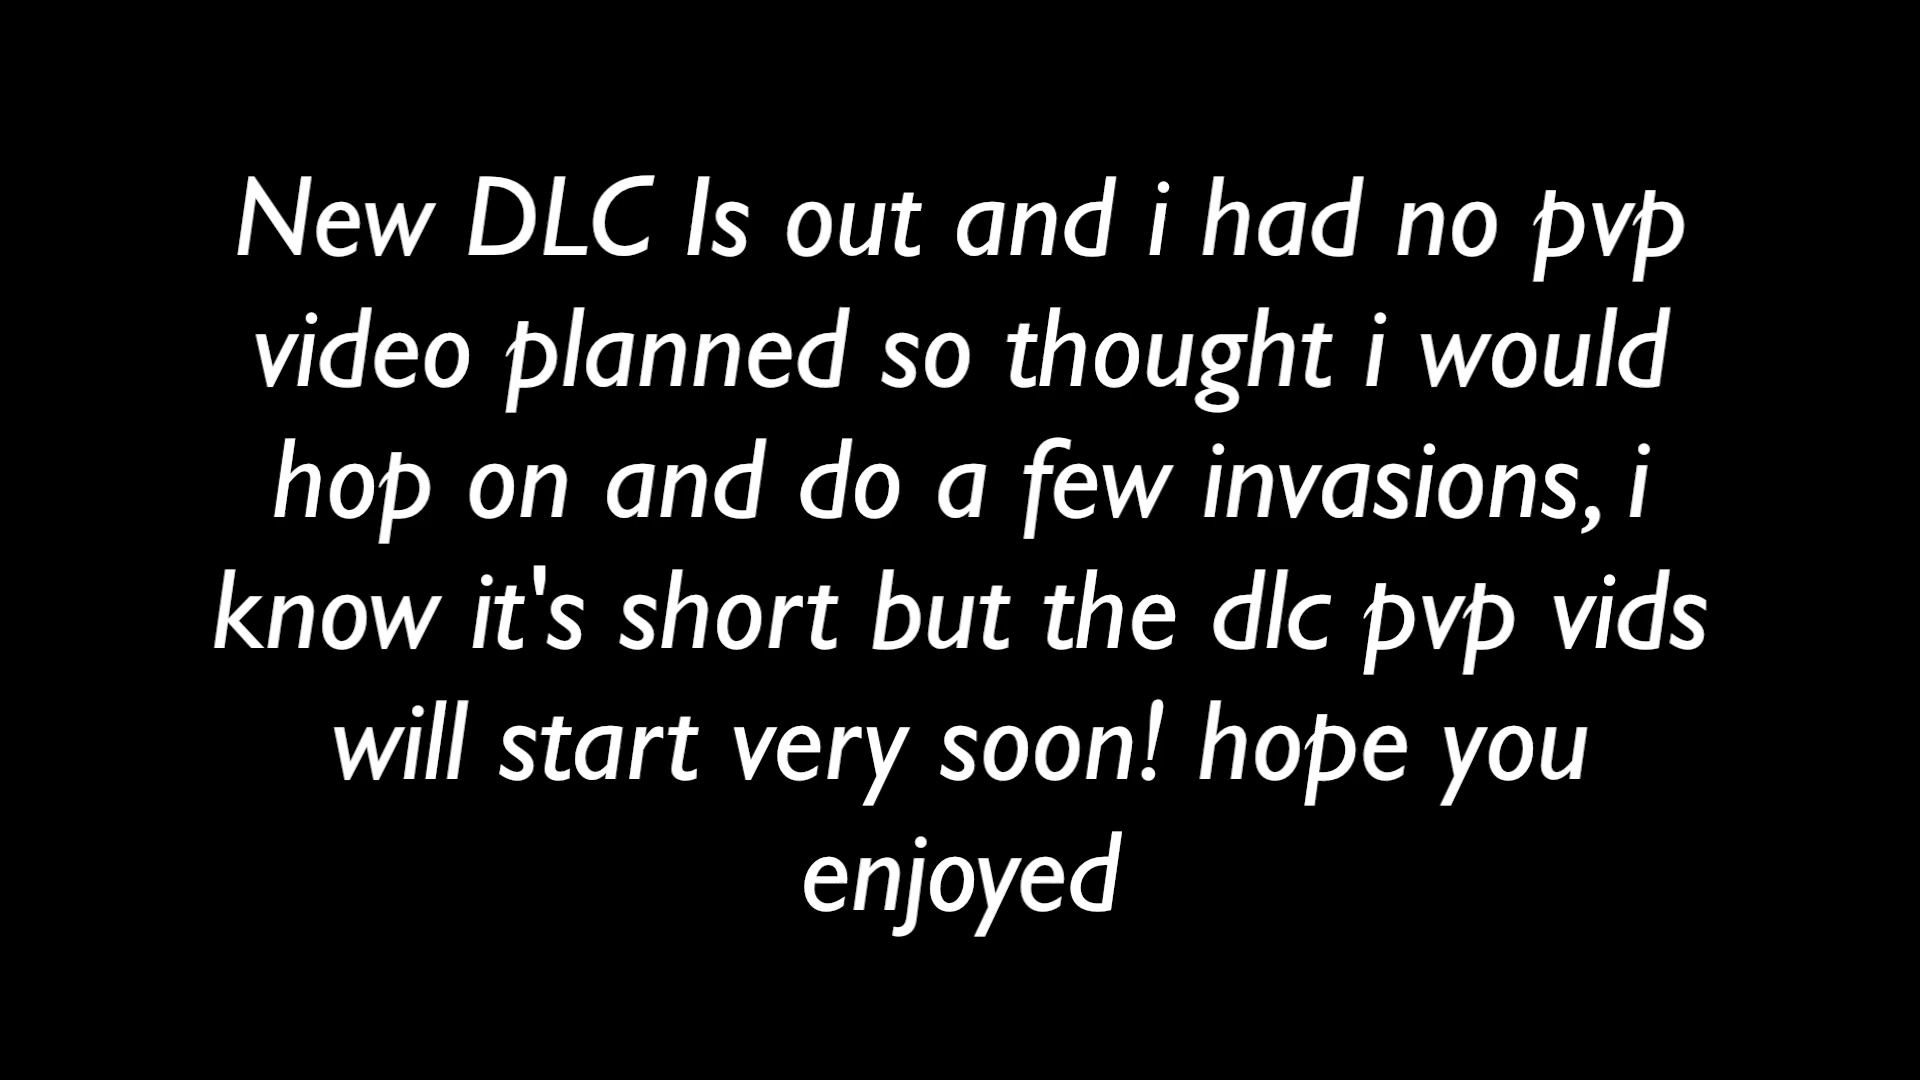 New DLC Is out and i had no pvp
video planned so thought i would
hop on and do a few invasions, i
know it's short but the dlc pvp vids
will start very soon! hope you
enjoyed